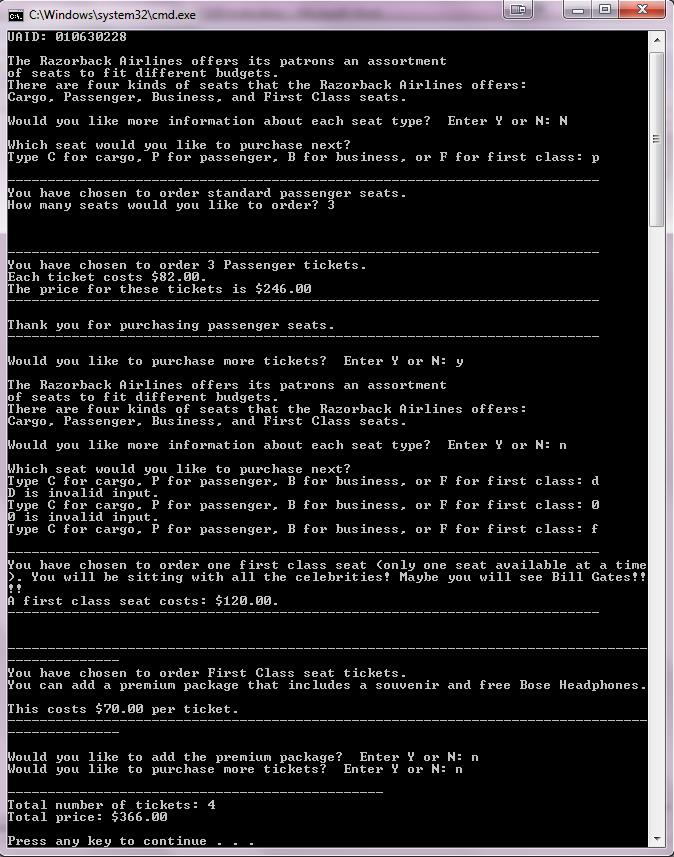 C:\Windows\system32\cmd.exe
UAID: 010630228
The Razorback Airlines offers its patrons an assortment
of seats to fit different budgets.
There are four kinds of seats that the Razorback Airlines offers:
Cargo, Passenger, Business, and First Class seats.
Would you like more information about each seat type?  Enter Y or N: N
Which seat would you like to purchase next?
Type C for cargo, P for passenger, B for business, or F for first class: p
--------------------------------------------------------------------------
You have chosen to order standard passenger seats.
How many seats would you like to order? 3
--------------------------------------------------------------------------
You have chosen to order 3 Passenger tickets.
Each ticket costs $82.00.
The price for these tickets is $246.00
--------------------------------------------------------------------------
Thank you for purchasing passenger seats.
--------------------------------------------------------------------------
Would you like to purchase more tickets?  Enter Y or N: y
The Razorback Airlines offers its patrons an assortment
of seats to fit different budgets.
There are four kinds of seats that the Razorback Airlines offers:
Cargo, Passenger, Business, and First Class seats.
Would you like more information about each seat type?  Enter Y or N: n
Which seat would you like to purchase next?
Type C for cargo, P for passenger, B for business, or F for first class: d
D is invalid input.
Type C for cargo, P for passenger, B for business, or F for first class: 0
0 is invalid input.
Type C for cargo, P for passenger, B for business, or F for first class: f
--------------------------------------------------------------------------
You have chosen to order one first class seat (only one seat available at a time
). You will be sitting with all the celebrities! Maybe you will see Bill Gates!!
!!
A first class seat costs: $120.00.
--------------------------------------------------------------------------
--------------------------------------------------------------------------------
--------------
You have chosen to order First Class seat tickets.
You can add a premium package that includes a souvenir and free Bose Headphones.
This costs $70.00 per ticket.
--------------------------------------------------------------------------------
--------------
Would you like to add the premium package?  Enter Y or N: n
Would you like to purchase more tickets?  Enter Y or N: n
-----------------------------------------------
Total number of tickets: 4
Total price: $366.00
Press any key to continue . . .